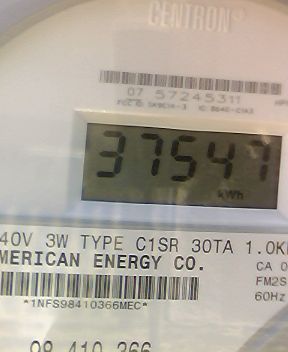 CENTRON®
07 57245311
37547
kWh
40V 3W TYPE C1SR 30TA 1.0K
MERICAN ENERGY CO.
CA 0
FM2S
60Hz
*1NFS98410366MEC*
98 410 366